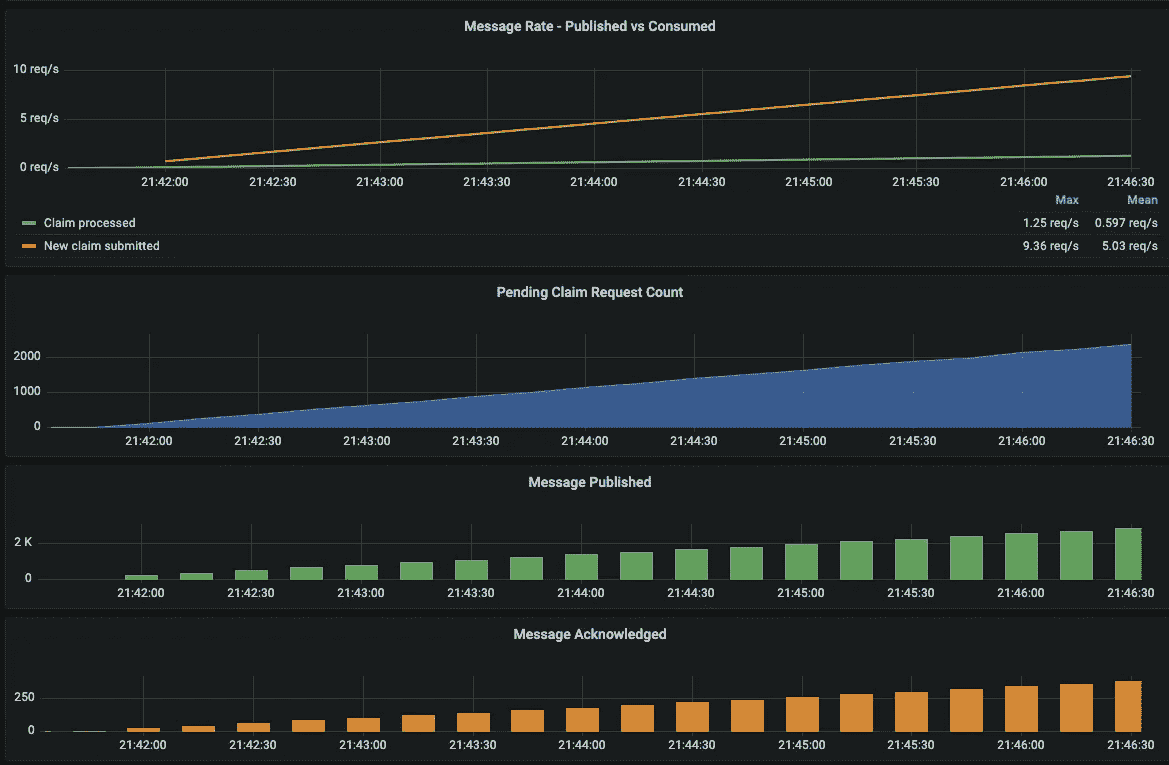 Message Rate - Published vs Consumed
10 req/s
5 req/s
0 req/s
21:42:00 21:42:30 21:43:00 21:43:30 21:44:00 21:44:30 21:45:00 21:45:30 21:46:00 21:46:30
Max Mean
Claim processed 1.25 req/s 0.597 req/s
New claim submitted 9.36 req/s 5.03 req/s
Pending Claim Request Count
2000
1000
0
21:42:00 21:42:30 21:43:00 21:43:30 21:44:00 21:44:30 21:45:00 21:45:30 21:46:00 21:46:30
Message Published
2 K
0
21:42:00 21:42:30 21:43:00 21:43:30 21:44:00 21:44:30 21:45:00 21:45:30 21:46:00 21:46:30
Message Acknowledged
250
0
21:42:00 21:42:30 21:43:00 21:43:30 21:44:00 21:44:30 21:45:00 21:45:30 21:46:00 21:46:30